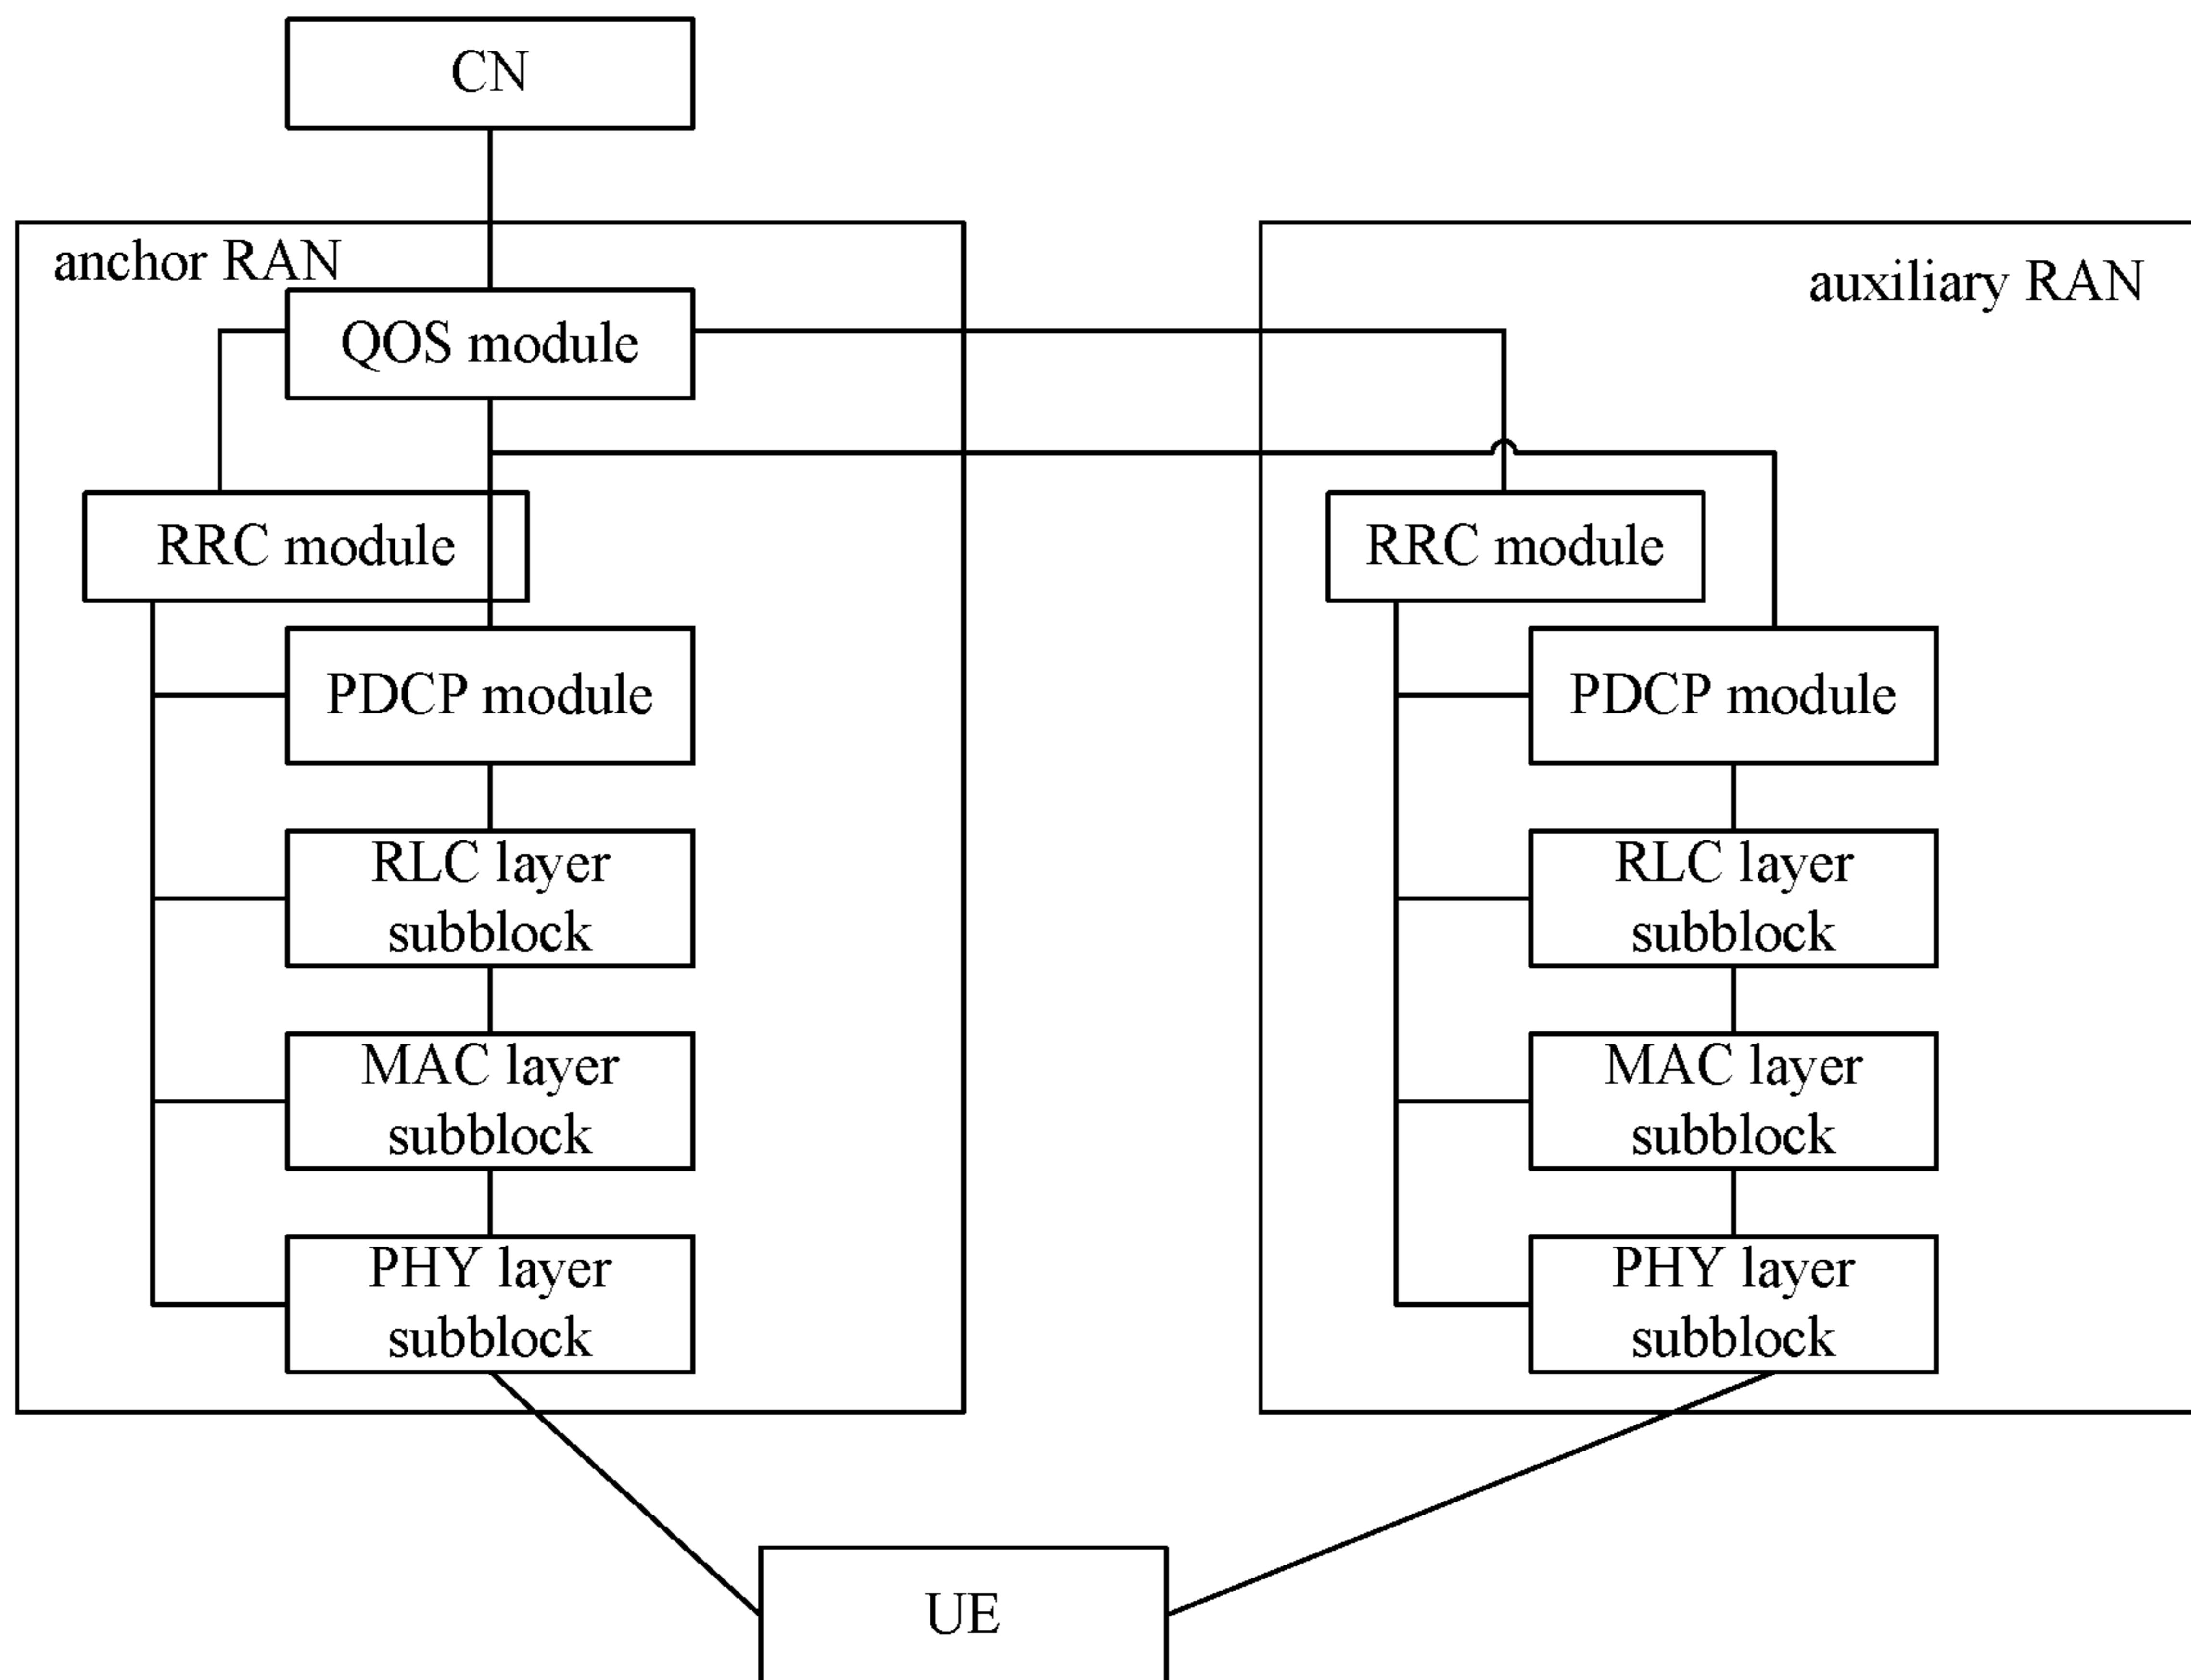 CN
anchor RAN
auxiliary RAN
QOS module
RRC module
RRC module
PDCP module
PDCP module
RLC layer
subblock
RLC layer
subblock
MAC layer
subblock
MAC layer
subblock
PHY layer
subblock
PHY layer
subblock
UE